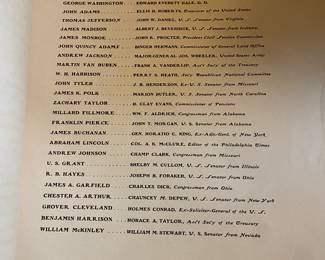 GEORGE WASHINGTON . . . . . EDWARD EVERETT HALE, D. D.
JOHN ADAMS . . . . . ELLIS H. ROBERTS, Treasurer of the United States
THOMAS JEFFERSON . . . . . JOHN W. DANIEL, U. S. Senator from Virginia
JAMES MADISON . . . . . ALBERT J. BEVERIDGE, U. S. Senator from Indiana
JAMES MONROE . . . . . JOHN R. PROCTER, President Civil Service Commission
JOHN QUINCY ADAMS . . . . . BINGER HERMANN, Commissioner of General Land Office
ANDREW JACKSON . . . . . MAJOR-GENERAL JOS. WHEELER, United States Army
MARTIN VAN BUREN . . . . . FRANK A. VANDERLIP, Ass't Sec'y of the Treasury
W. H. HARRISON . . . . . PERRY S. HEATH, Sec'y Republican National Committee
JOHN TYLER . . . . . J. B. HENDERSON, Ex-U. S. Senator from Missouri
JAMES K. POLK . . . . . MARION BUTLER, U. S. Senator from North Carolina
ZACHARY TAYLOR . . . . . H. CLAY EVANS, Commissioner of Pensions
MILLARD FILLMORE . . . . . WM. F. ALDRICH, Congressman from Alabama
FRANKLIN PIERCE . . . . . JOHN T. MORGAN, U. S. Senator from Alabama
JAMES BUCHANAN . . . . . GEN. HORATIO C. KING, Ex-Adjt.-Genl. of New York
ABRAHAM LINCOLN . . . . . COL. A. K. McCLURE, Editor of the Philadelphia Times
ANDREW JOHNSON . . . . . CHAMP CLARK, Congressman from Missouri
U. S. GRANT . . . . . SHELBY M. CULLOM, U. S. Senator from Illinois
R. B. HAYES . . . . . JOSEPH B. FORAKER, U. S. Senator from Ohio
JAMES A. GARFIELD . . . . . CHARLES DICK, Congressman from Ohio
CHESTER A. ARTHUR . . . . . CHAUNCEY M. DEPEW, U. S. Senator from New York
GROVER CLEVELAND . . . . . HOLMES CONRAD, Ex-Solicitor-General of the U. S.
BENJAMIN HARRISON . . . . . HORACE A. TAYLOR, Ass't Sec'y of the Treasury
WILLIAM McKINLEY . . . . . WILLIAM M. STEWART, U. S. Senator from Nevada